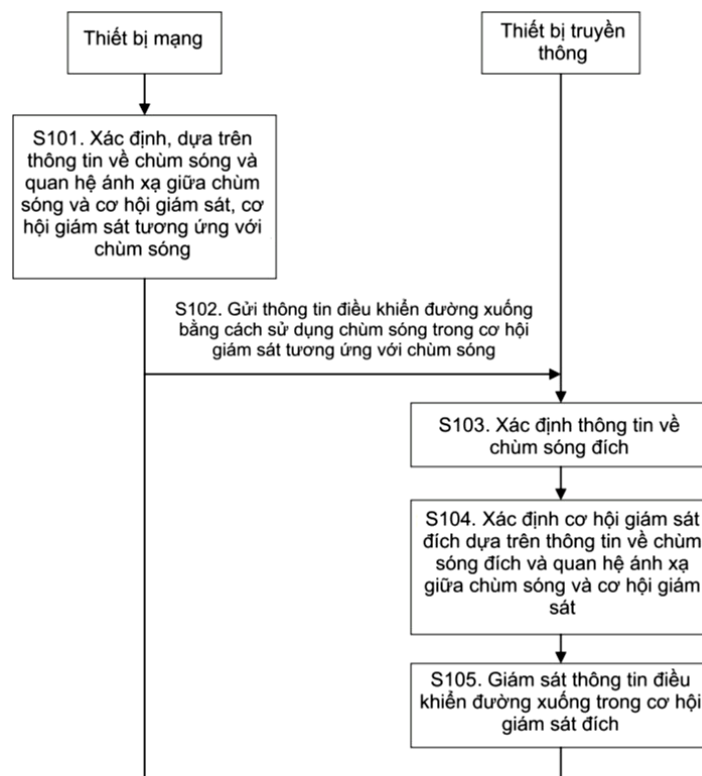 Thiết bị mạng
Thiết bị truyền
thông
S101. Xác định, dựa trên
thông tin về chùm sóng và
quan hệ ánh xạ giữa chùm
sóng và cơ hội giám sát, cơ
hội giám sát tương ứng với
chùm sóng
S102. Gửi thông tin điều khiển đường xuống
bằng cách sử dụng chùm sóng trong cơ hội
giám sát tương ứng với chùm sóng
S103. Xác định thông tin về
chùm sóng đích
S104. Xác định cơ hội giám sát
đích dựa trên thông tin về chùm
sóng đích và quan hệ ánh xạ
giữa chùm sóng và cơ hội giám
sát
S105. Giám sát thông tin điều
khiển đường xuống trong cơ hội
giám sát đích